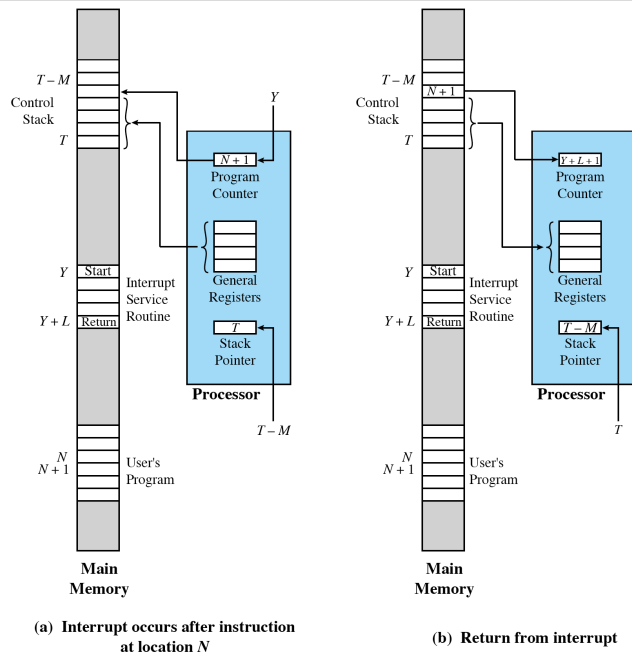 T – M
Control
Stack
T
Y
N + 1
Program
Counter
General
Registers
T
Stack
Pointer
Processor
T – M
Y
Start
Interrupt
Service
Routine
Y + L
Return
N
N + 1
User's
Program
Main
Memory
(a) Interrupt occurs after instruction
at location N
T – M
N + 1
Control
Stack
T
Y + L + 1
Program
Counter
General
Registers
T – M
Stack
Pointer
Processor
T
Y
Start
Interrupt
Service
Routine
Y + L
Return
N
N + 1
User's
Program
Main
Memory
(b) Return from interrupt